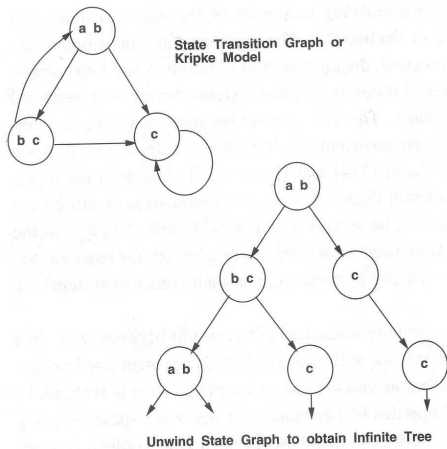 a b
State Transition Graph or
Kripke Model
b c
c
a b
b c
c
a b
c
c
Unwind State Graph to obtain Infinite Tree